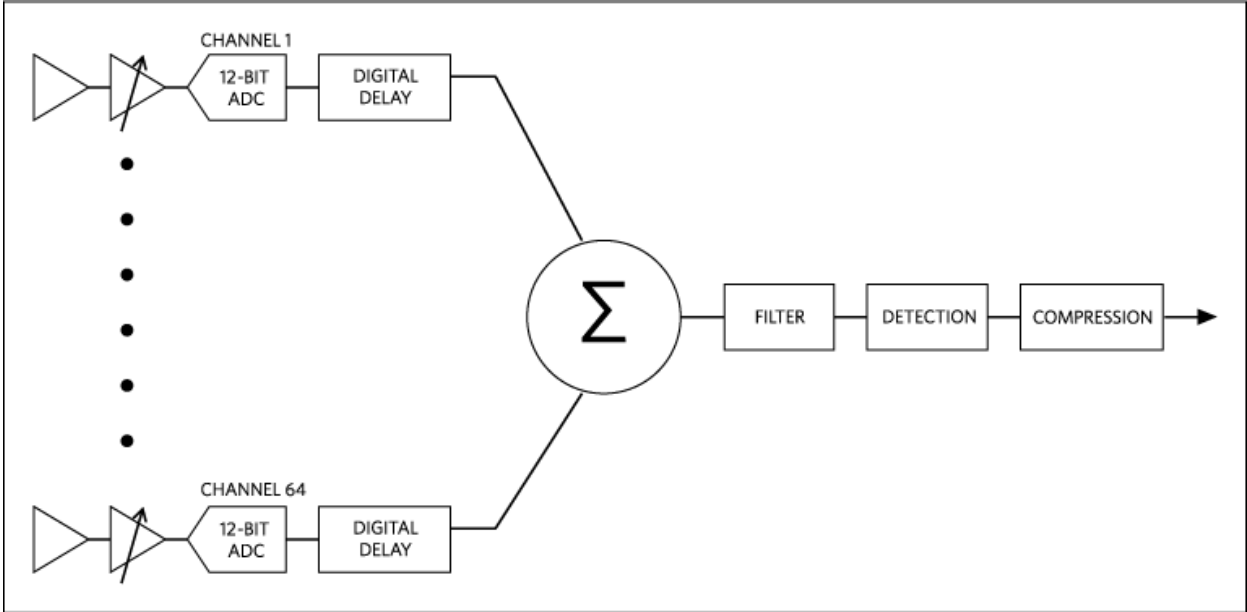 CHANNEL 1
12-BIT
ADC
DIGITAL
DELAY
Σ
FILTER
DETECTION
COMPRESSION
CHANNEL 64
12-BIT
ADC
DIGITAL
DELAY